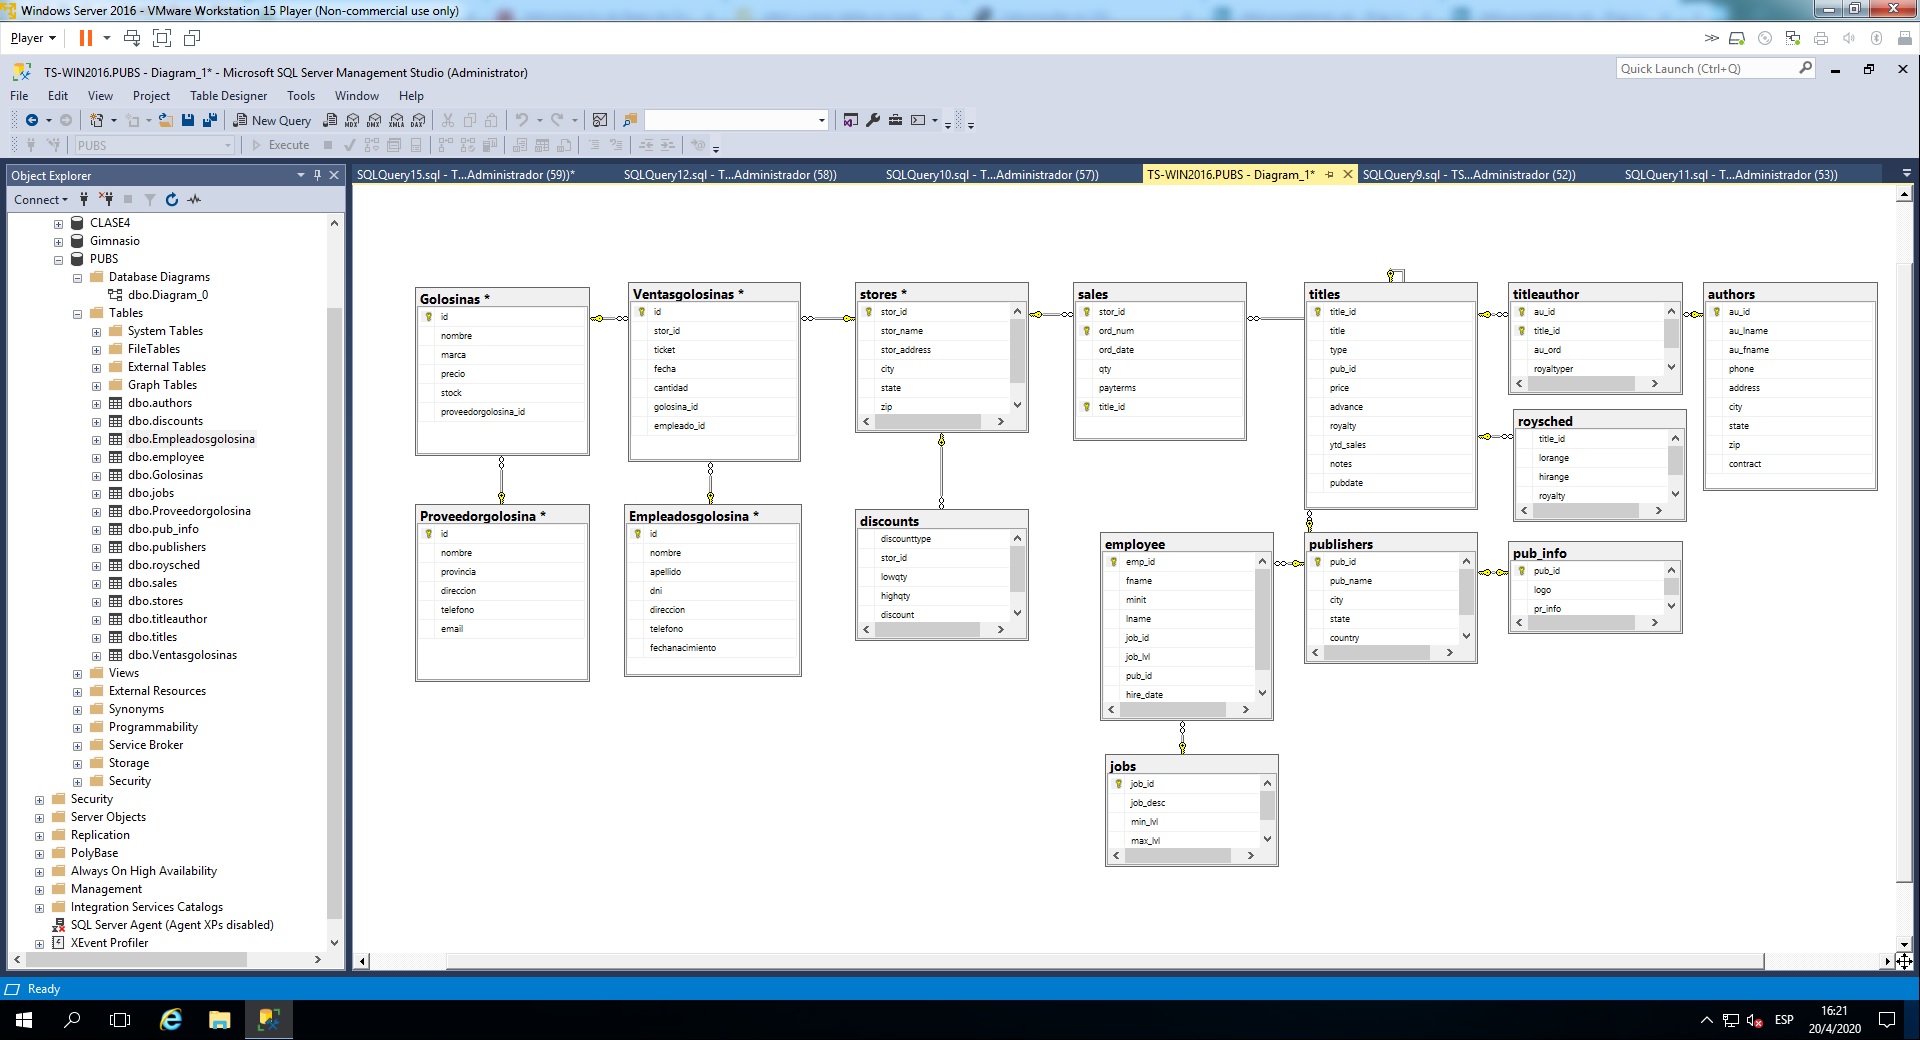 Windows Server 2016 - VMware Workstation 15 Player (Non-commercial use only)
Player
TS-WIN2016.PUBS - Diagram_1* - Microsoft SQL Server Management Studio (Administrator)
Quick Launch (Ctrl+Q)
File Edit View Project Table Designer Tools Window Help
New Query MDX DMX XMLA DAX
PUBS Execute
Object Explorer
SQLQuery15.sql - T...Administrador (59))* SQLQuery12.sql - T...Administrador (58)) SQLQuery10.sql - T...Administrador (57)) TS-WIN2016.PUBS - Diagram_1* SQLQuery9.sql - TS...Administrador (52)) SQLQuery11.sql - T...Administrador (53))
Connect
CLASE4
Gimnasio
PUBS
Database Diagrams
dbo.Diagram_0
Tables
System Tables
FileTables
External Tables
Graph Tables
dbo.authors
dbo.discounts
dbo.Empleadosgolosina
dbo.employee
dbo.Golosinas
dbo.jobs
dbo.Proveedorgolosina
dbo.pub_info
dbo.publishers
dbo.roysched
dbo.sales
dbo.stores
dbo.titleauthor
dbo.titles
dbo.Ventasgolosinas
Views
External Resources
Synonyms
Programmability
Service Broker
Storage
Security
Security
Server Objects
Replication
PolyBase
Always On High Availability
Management
Integration Services Catalogs
SQL Server Agent (Agent XPs disabled)
XEvent Profiler
Golosinas *
id
nombre
marca
precio
stock
proveedorgolosina_id
Ventasgolosinas *
id
stor_id
ticket
fecha
cantidad
golosina_id
empleado_id
stores *
stor_id
stor_name
stor_address
city
state
zip
sales
stor_id
ord_num
ord_date
qty
payterms
title_id
titles
title_id
title
type
pub_id
price
advance
royalty
ytd_sales
notes
pubdate
titleauthor
au_id
title_id
au_ord
royaltyper
authors
au_id
au_lname
au_fname
phone
address
city
state
zip
contract
roysched
title_id
lorange
hirange
royalty
Proveedorgolosina *
id
nombre
provincia
direccion
telefono
email
Empleadosgolosina *
id
nombre
apellido
dni
direccion
telefono
fechanacimiento
discounts
discounttype
stor_id
lowqty
highqty
discount
employee
emp_id
fname
minit
lname
job_id
job_lvl
pub_id
hire_date
publishers
pub_id
pub_name
city
state
country
pub_info
pub_id
logo
pr_info
jobs
job_id
job_desc
min_lvl
max_lvl
Ready
ESP
16:21
20/4/2020